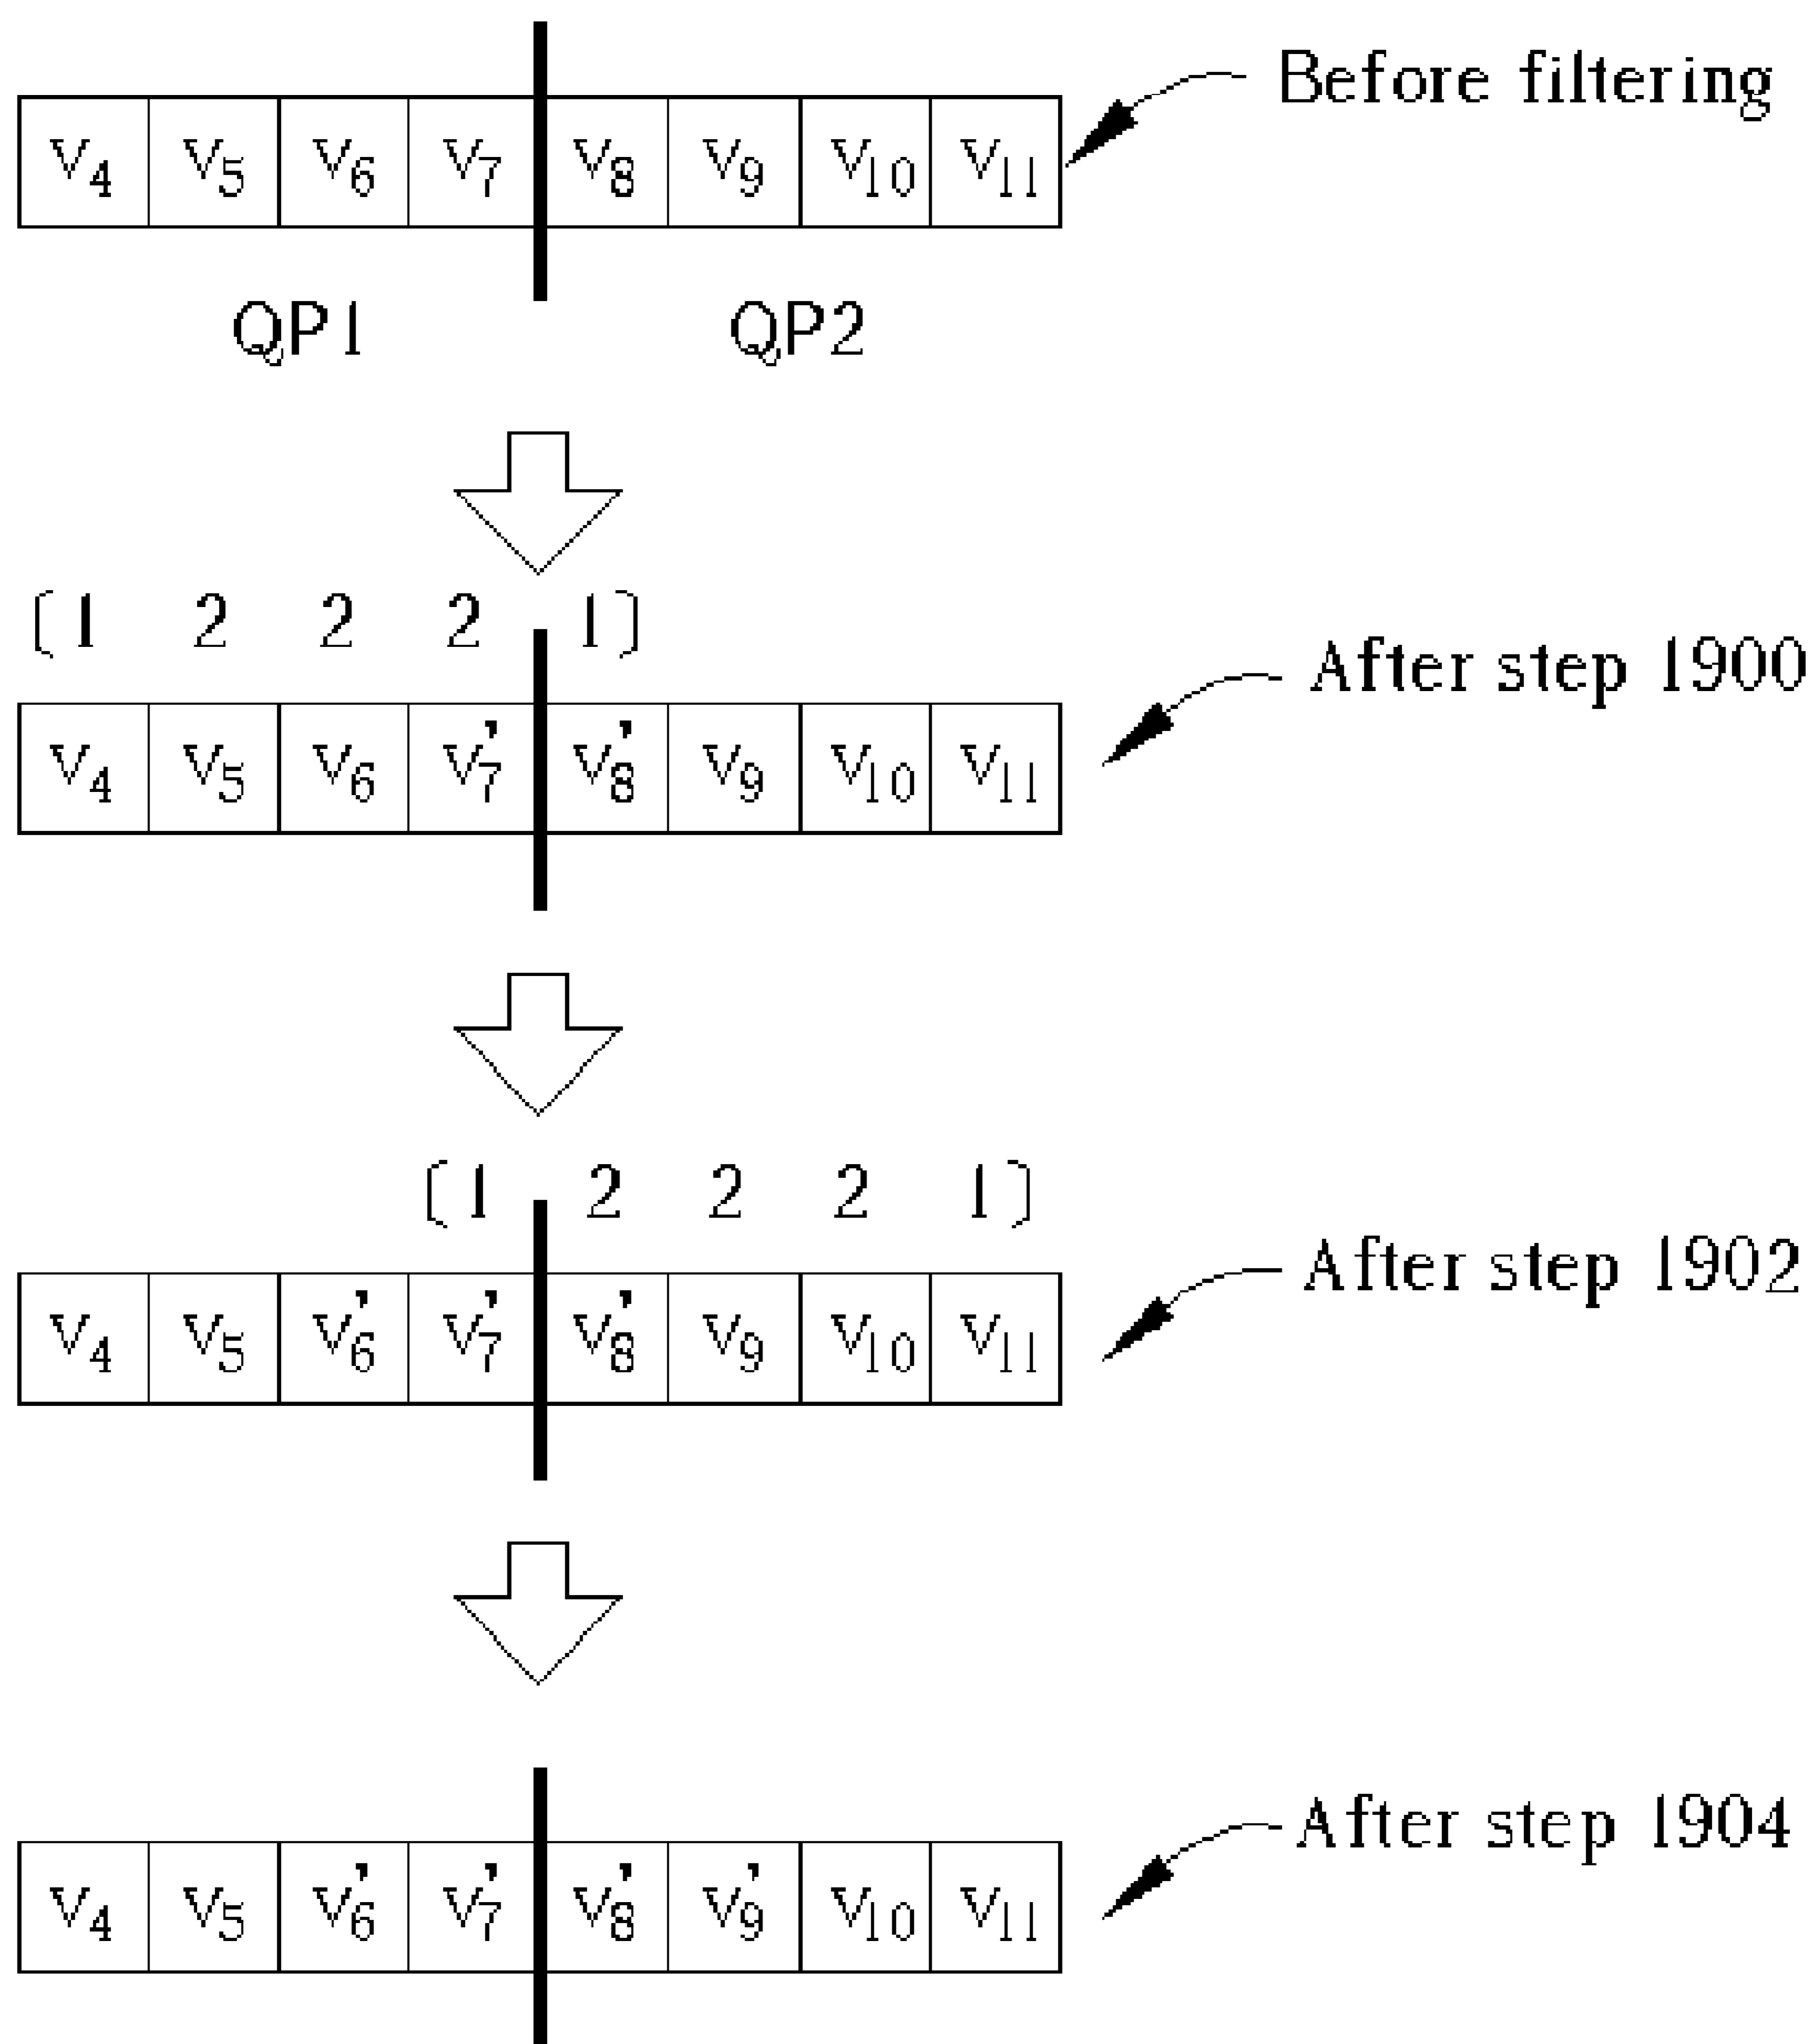 Before filtering
V4 V5 V6 V7 V8 V9 V10 V11
QP1 QP2
[1 2 2 2 1]
After step 1900
V4 V5 V6 V7' V8' V9 V10 V11
[1 2 2 2 1]
After step 1902
V4 V5 V6' V7' V8' V9 V10 V11
After step 1904
V4 V5 V6' V7' V8' V9' V10 V11